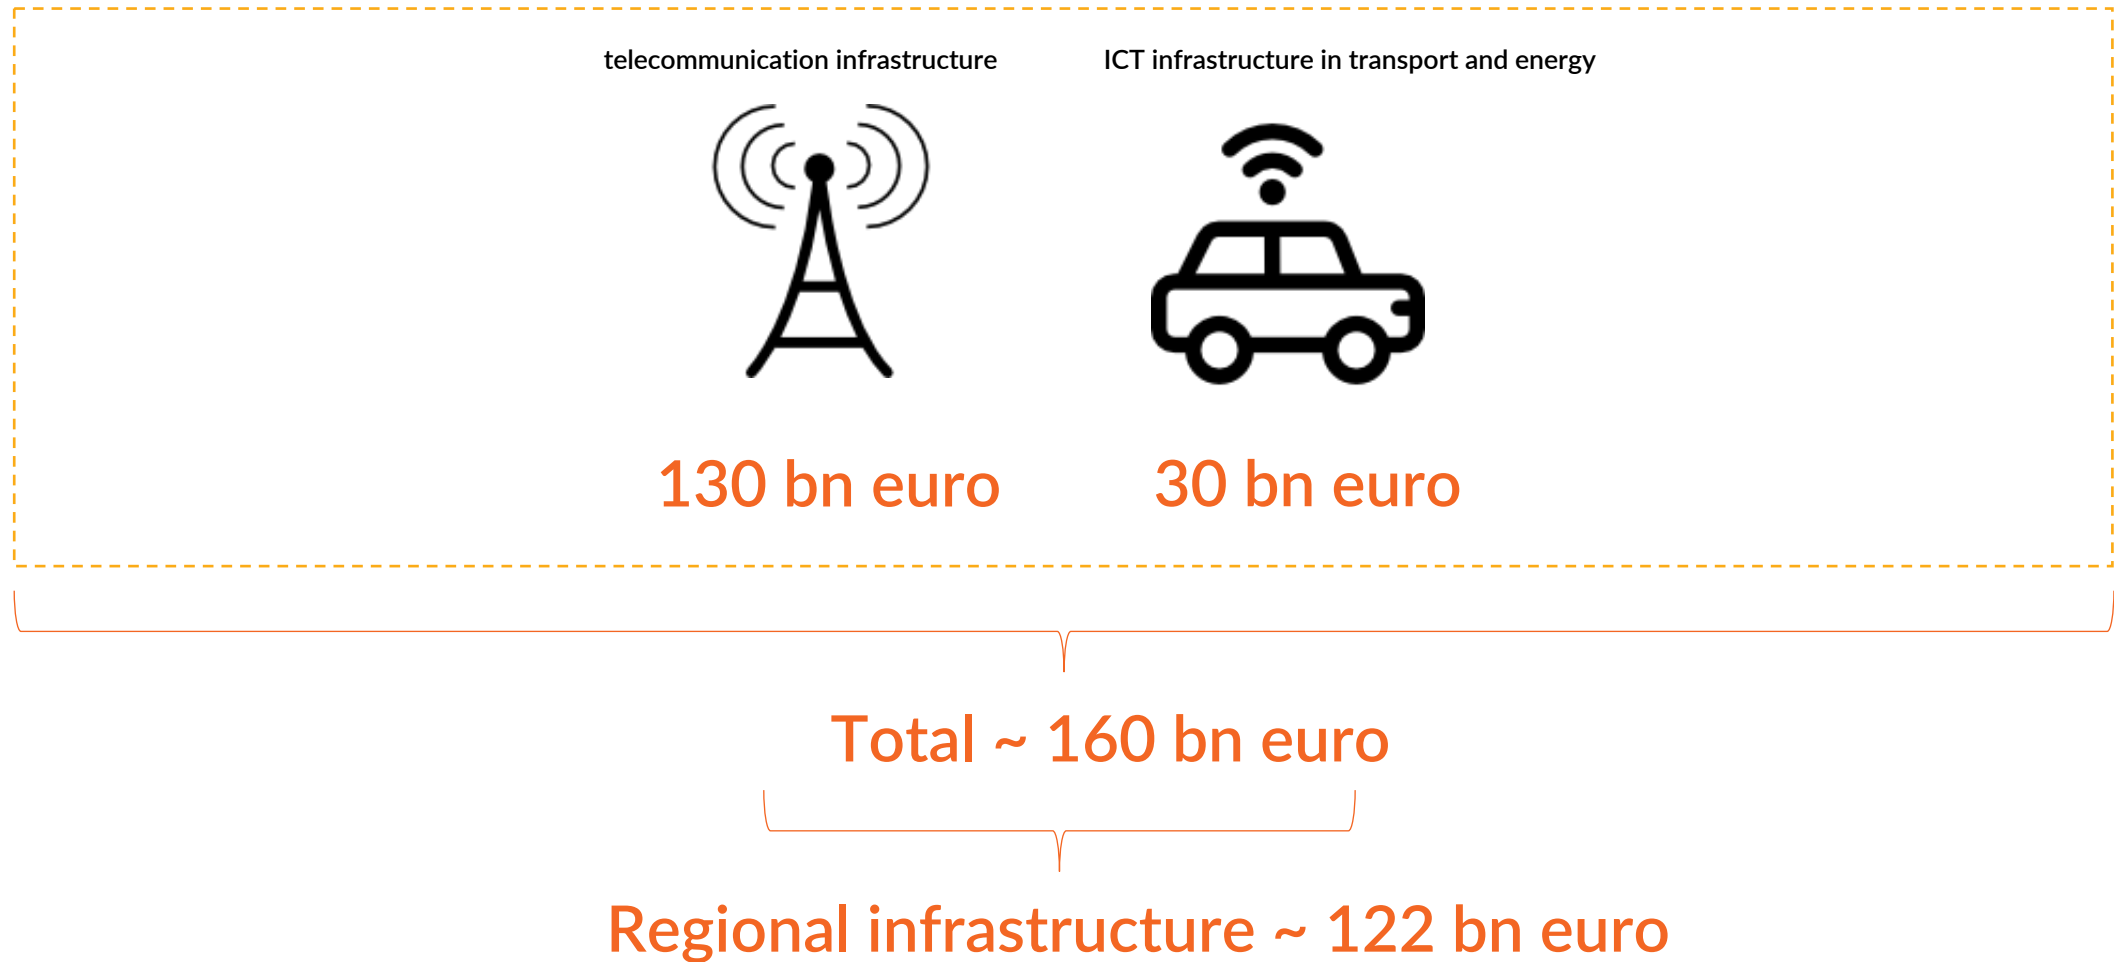 telecommunication infrastructure
ICT infrastructure in transport and energy
130 bn euro
30 bn euro
Total ~ 160 bn euro
Regional infrastructure ~ 122 bn euro